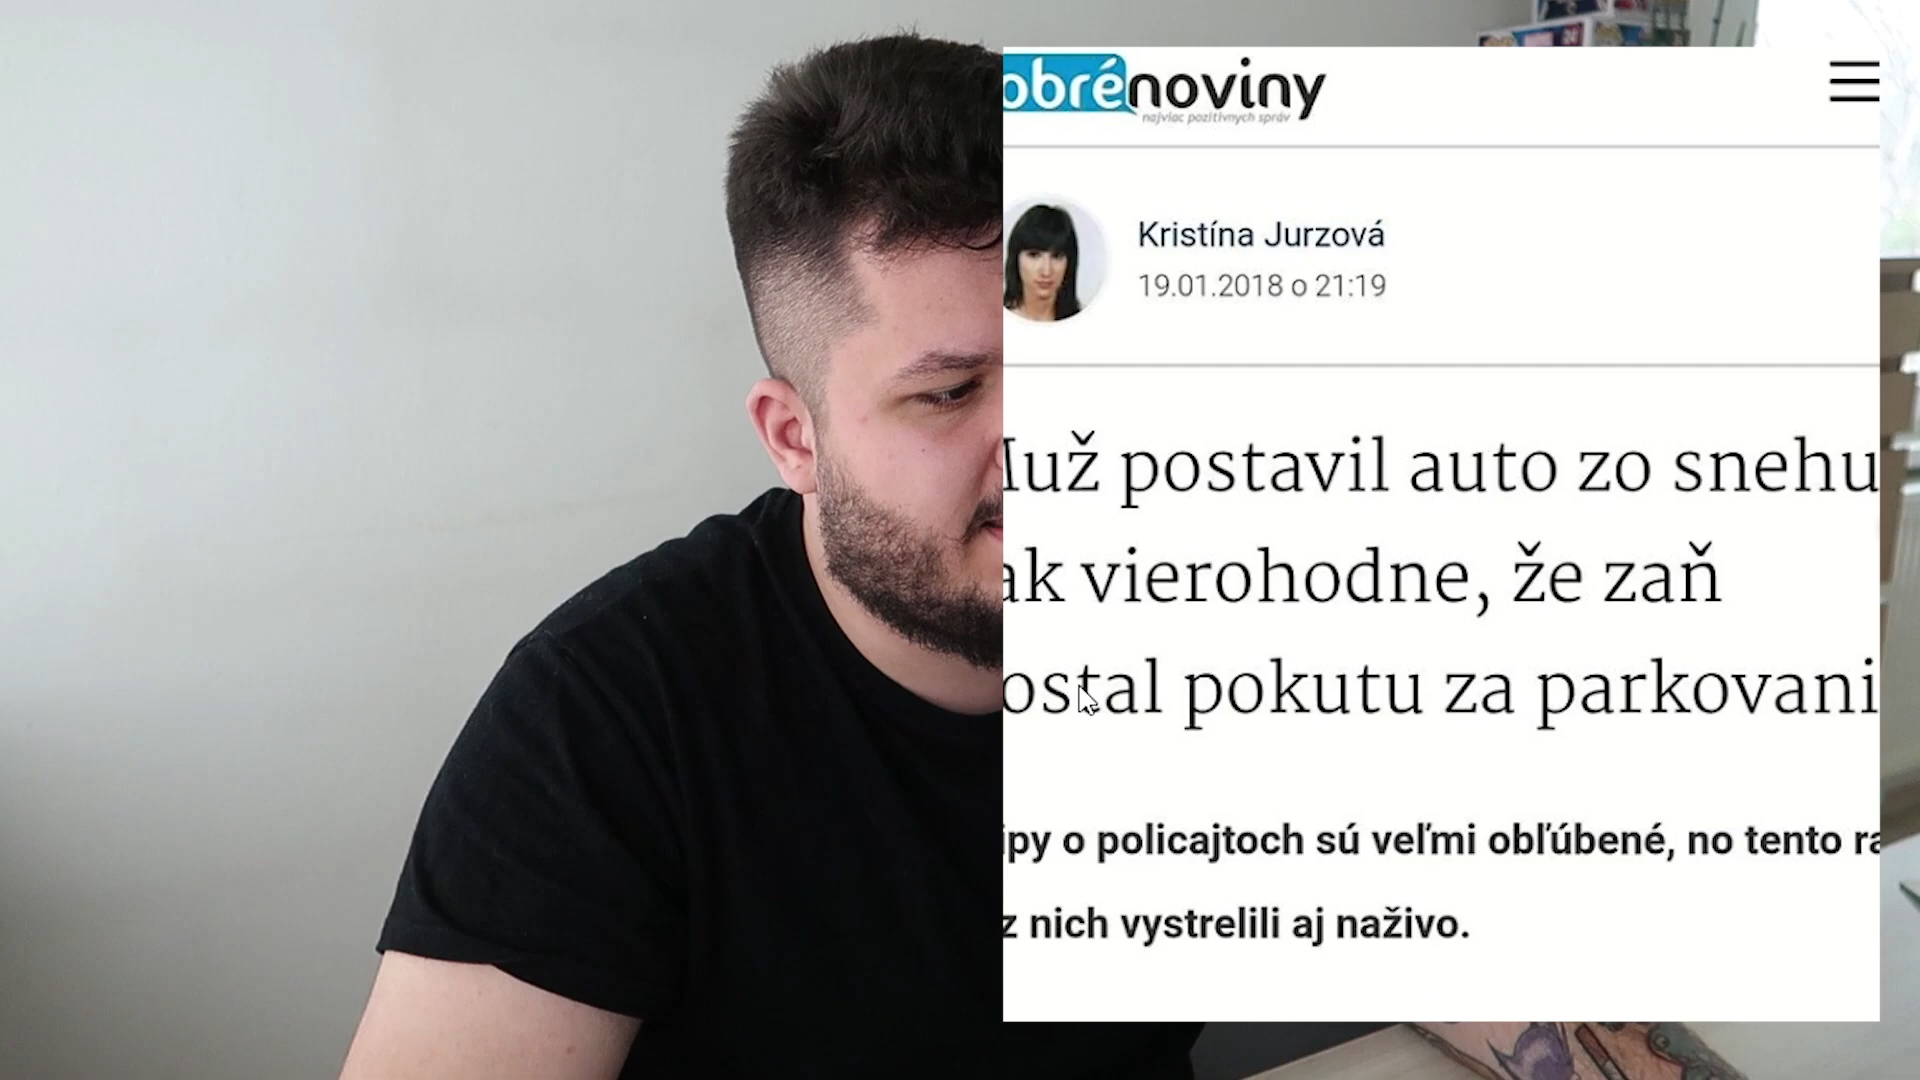 obrénoviny
najviac pozitívnych správ
Kristína Jurzová
19.01.2018 o 21:19
už postavil auto zo snehu
ak vierohodne, že zaň
ostal pokutu za parkovani
ipy o policajtoch sú veľmi obľúbené, no tento ra
z nich vystrelili aj naživo.